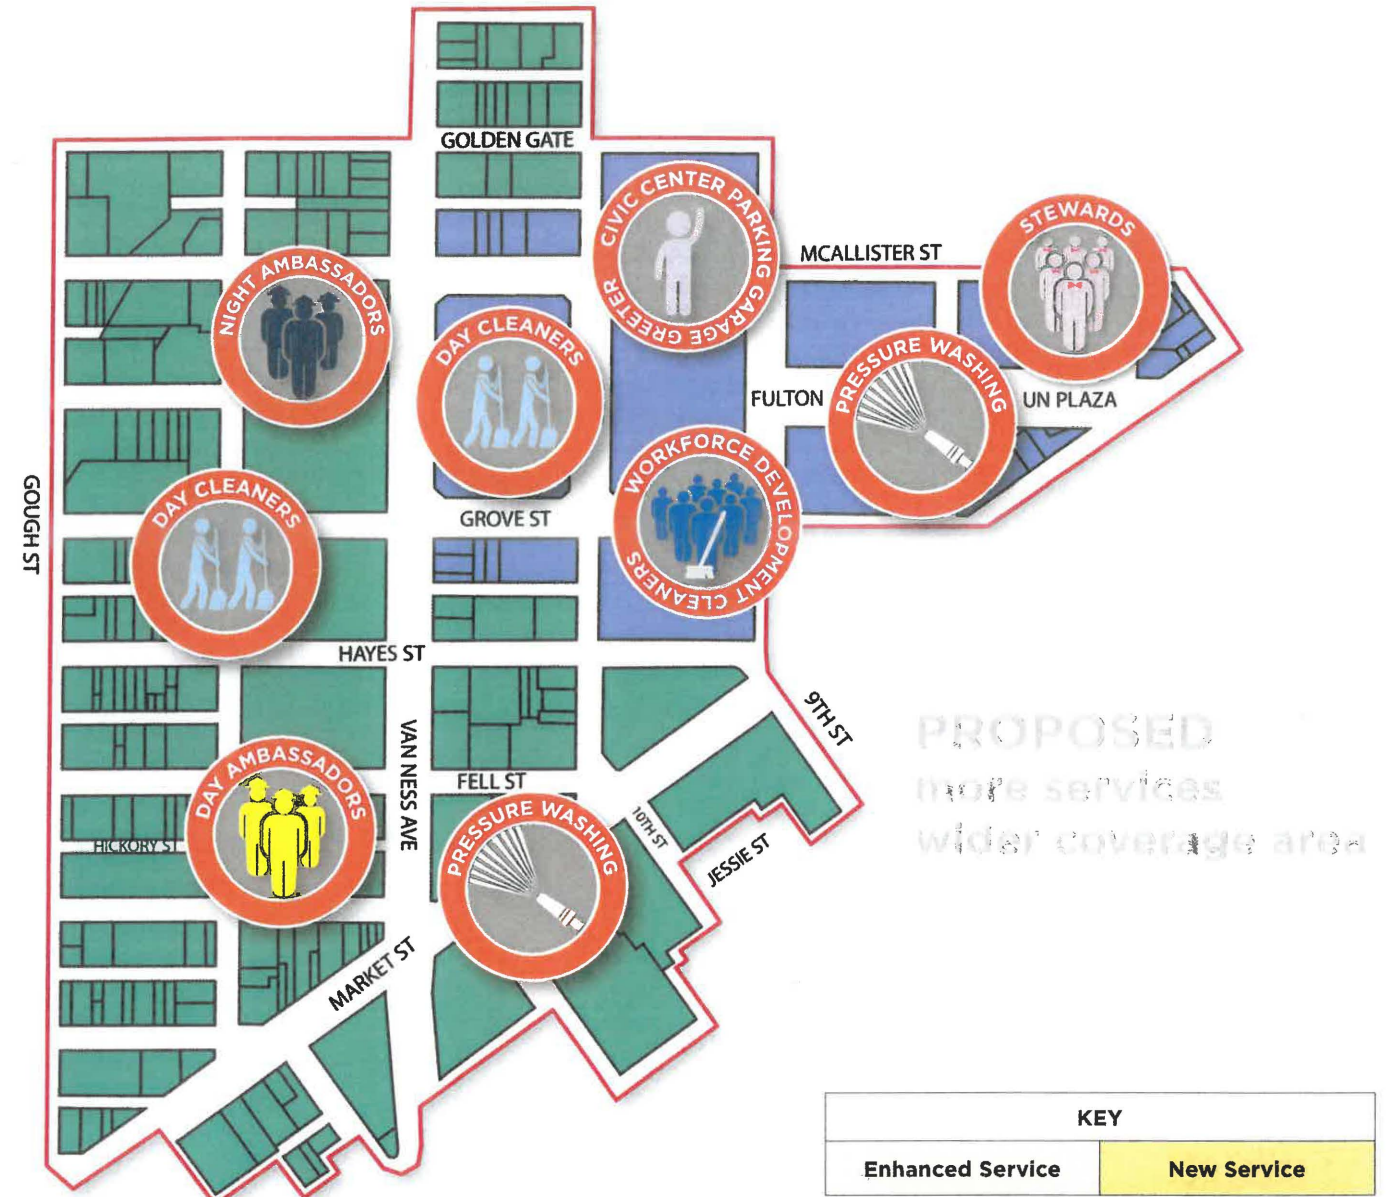 GOLDEN GATE
CIVIC CENTER PARKING GARAGE GREETER
STEWARDS
MCALLISTER ST
NIGHT AMBASSADORS
DAY CLEANERS
PRESSURE WASHING
FULTON
UN PLAZA
WORKFORCE DEVELOPMENT CLEANERS
DAY CLEANERS
GROVE ST
GOUGH ST
HAYES ST
9TH ST
VAN NESS AVE
PROPOSED
more services
wider coverage area
DAY AMBASSADORS
FELL ST
PRESSURE WASHING
10TH ST
HICKORY ST
JESSIE ST
MARKET ST
KEY
Enhanced Service
New Service